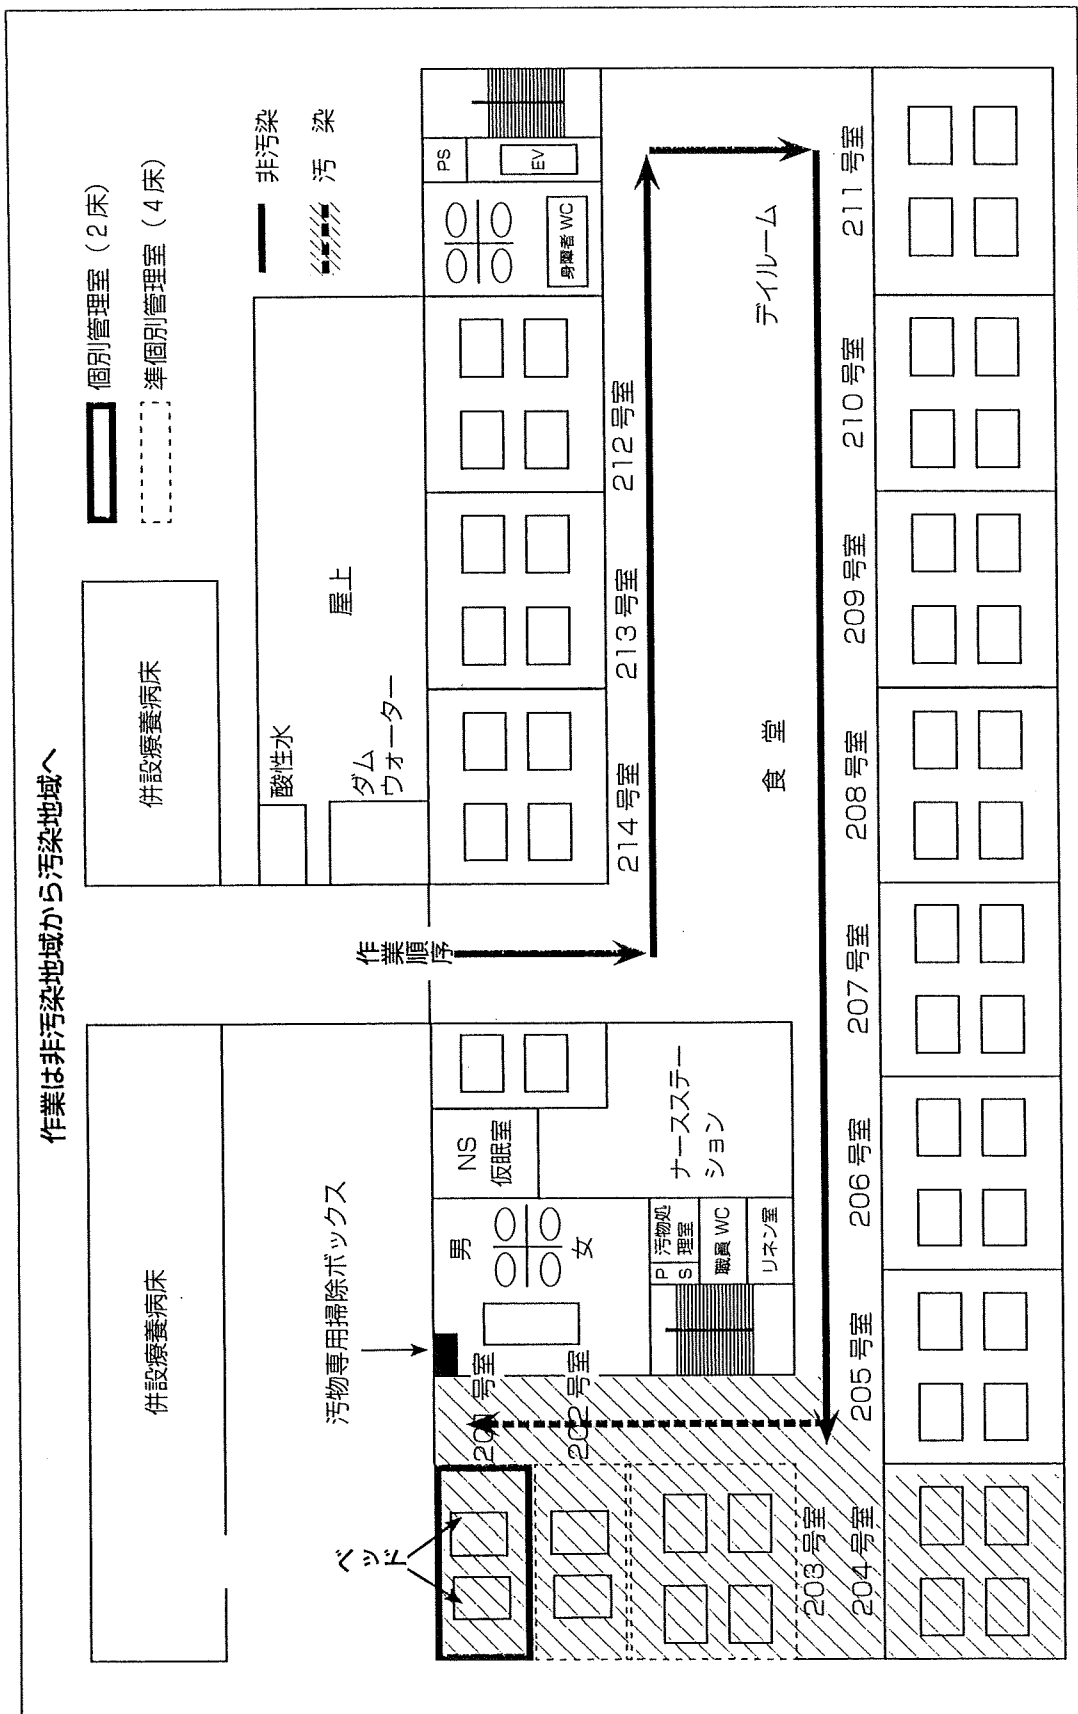 作業は非汚染地域から汚染地域へ
個別管理室（2床）
準個別管理室（4床）
非汚染
汚　染
併設療養病床
併設療養病床
酸性水
屋上
ダム
ウォーター
作業順序
汚物専用掃除ボックス
ベッド
201号室
202号室
203号室
204号室
男
女
NS
仮眠室
ナースステー
ション
PS
汚物処
理室
職員WC
リネン室
214号室
213号室
212号室
PS
EV
身障者WC
食堂
デイルーム
205号室
206号室
207号室
208号室
209号室
210号室
211号室